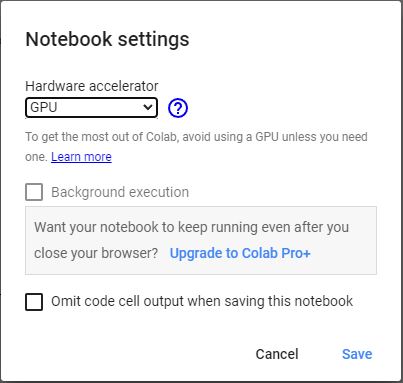 Notebook settings
Hardware accelerator
GPU
?
To get the most out of Colab, avoid using a GPU unless you need
one. Learn more
Background execution
Want your notebook to keep running even after you
close your browser? Upgrade to Colab Pro+
Omit code cell output when saving this notebook
Cancel Save